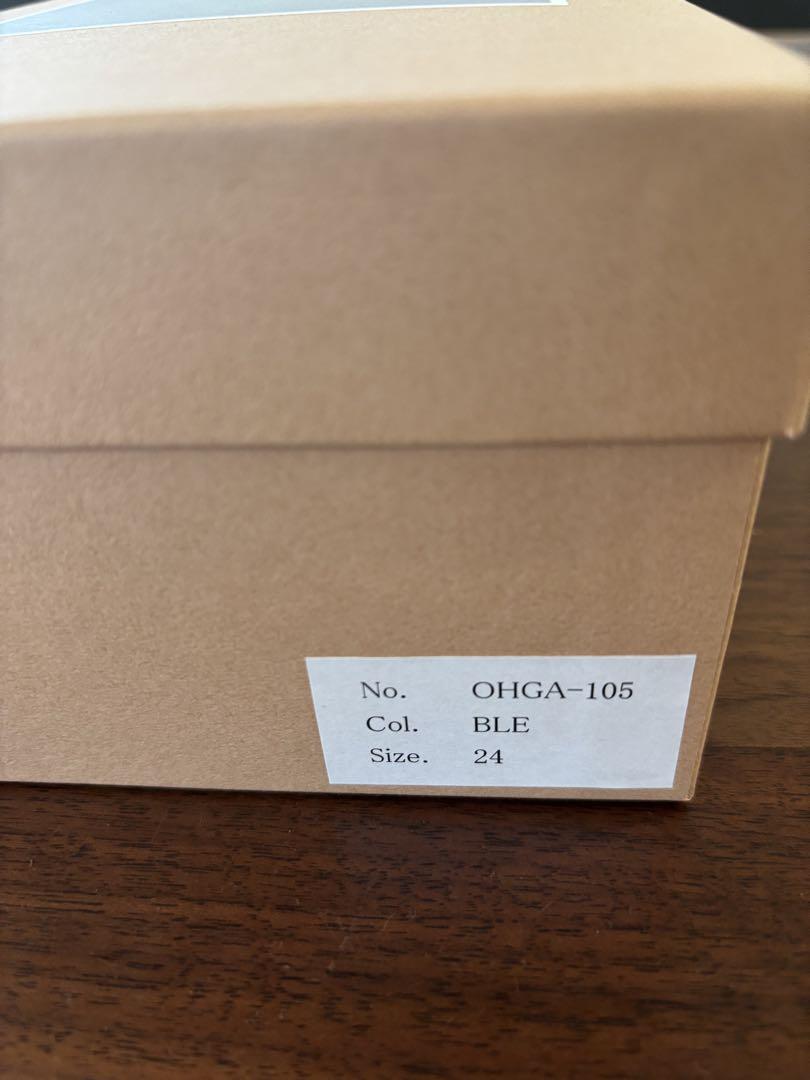 No. OHGA-105
Col. BLE
Size. 24